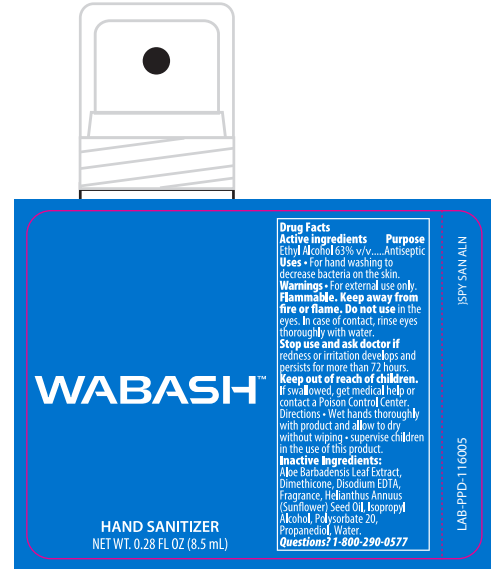 WABASH™
HAND SANITIZER
NET WT. 0.28 FL OZ (8.5 mL)
Drug Facts
Active ingredients Purpose
Ethyl Alcohol 63% v/v.....Antiseptic
Uses • For hand washing to
decrease bacteria on the skin.
Warnings • For external use only.
Flammable. Keep away from
fire or flame. Do not use in the
eyes. In case of contact, rinse eyes
thoroughly with water.
Stop use and ask doctor if
redness or irritation develops and
persists for more than 72 hours.
Keep out of reach of children.
If swallowed, get medical help or
contact a Poison Control Center.
Directions • Wet hands thoroughly
with product and allow to dry
without wiping • supervise children
in the use of this product.
Inactive Ingredients:
Aloe Barbadensis Leaf Extract,
Dimethicone, Disodium EDTA,
Fragrance, Helianthus Annuus
(Sunflower) Seed Oil, Isopropyl
Alcohol, Polysorbate 20,
Propanediol, Water.
Questions? 1-800-290-0577
LAB-PPD-116005
JSPY SAN ALN